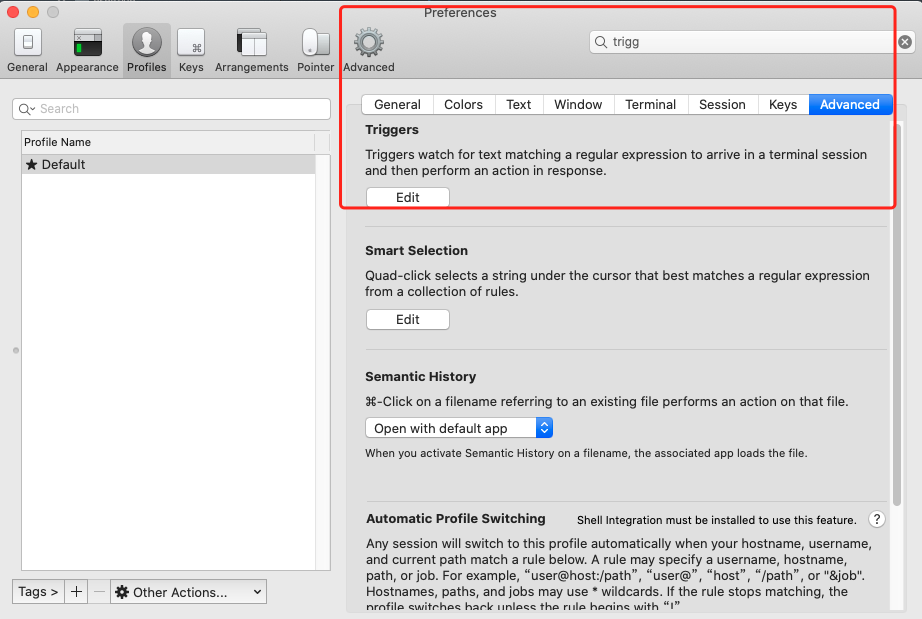 Preferences
General Appearance Profiles Keys Arrangements Pointer Advanced
trigg
Search
Profile Name
★ Default
Tags > + − Other Actions...
General Colors Text Window Terminal Session Keys Advanced
Triggers
Triggers watch for text matching a regular expression to arrive in a terminal session
and then perform an action in response.
Edit
Smart Selection
Quad-click selects a string under the cursor that best matches a regular expression
from a collection of rules.
Edit
Semantic History
⌘-Click on a filename referring to an existing file performs an action on that file.
Open with default app
When you activate Semantic History on a filename, the associated app loads the file.
Automatic Profile Switching Shell Integration must be installed to use this feature. ?
Any session will switch to this profile automatically when your hostname, username,
and current path match a rule below. A rule may specify a username, hostname,
path, or job. For example, “user@host:/path”, “user@”, “host”, “/path”, or "&job".
Hostnames, paths, and jobs may use * wildcards. If the rule stops matching, the
profile switches back unless the rule begins with “!”